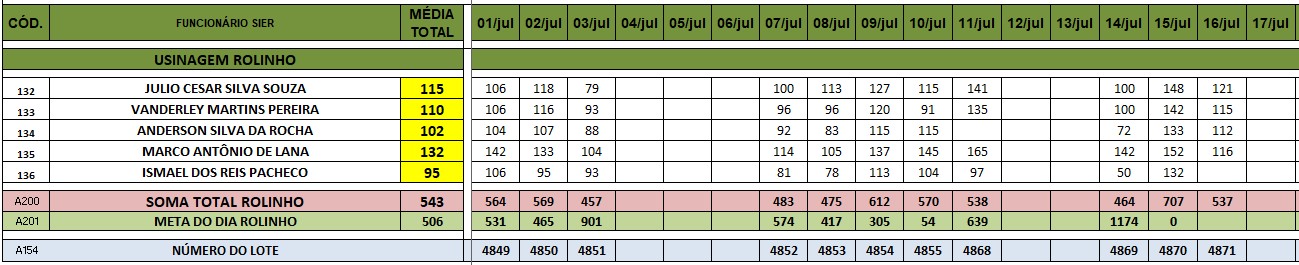 CÓD. FUNCIONÁRIO SIER MÉDIA TOTAL 01/jul 02/jul 03/jul 04/jul 05/jul 06/jul 07/jul 08/jul 09/jul 10/jul 11/jul 12/jul 13/jul 14/jul 15/jul 16/jul 17/jul
USINAGEM ROLINHO
132 JULIO CESAR SILVA SOUZA 115 106 118 79 100 113 127 115 141 100 148 121
133 VANDERLEY MARTINS PEREIRA 110 106 116 93 96 96 120 91 135 100 142 115
134 ANDERSON SILVA DA ROCHA 102 104 107 88 92 83 115 115 72 133 112
135 MARCO ANTÔNIO DE LANA 132 142 133 104 114 105 137 145 165 142 152 116
136 ISMAEL DOS REIS PACHECO 95 106 95 93 81 78 113 104 97 50 132
A200 SOMA TOTAL ROLINHO 543 564 569 457 483 475 612 570 538 464 707 537
A201 META DO DIA ROLINHO 506 531 465 901 574 417 305 54 639 1174 0
A154 NÚMERO DO LOTE 4849 4850 4851 4852 4853 4854 4855 4868 4869 4870 4871